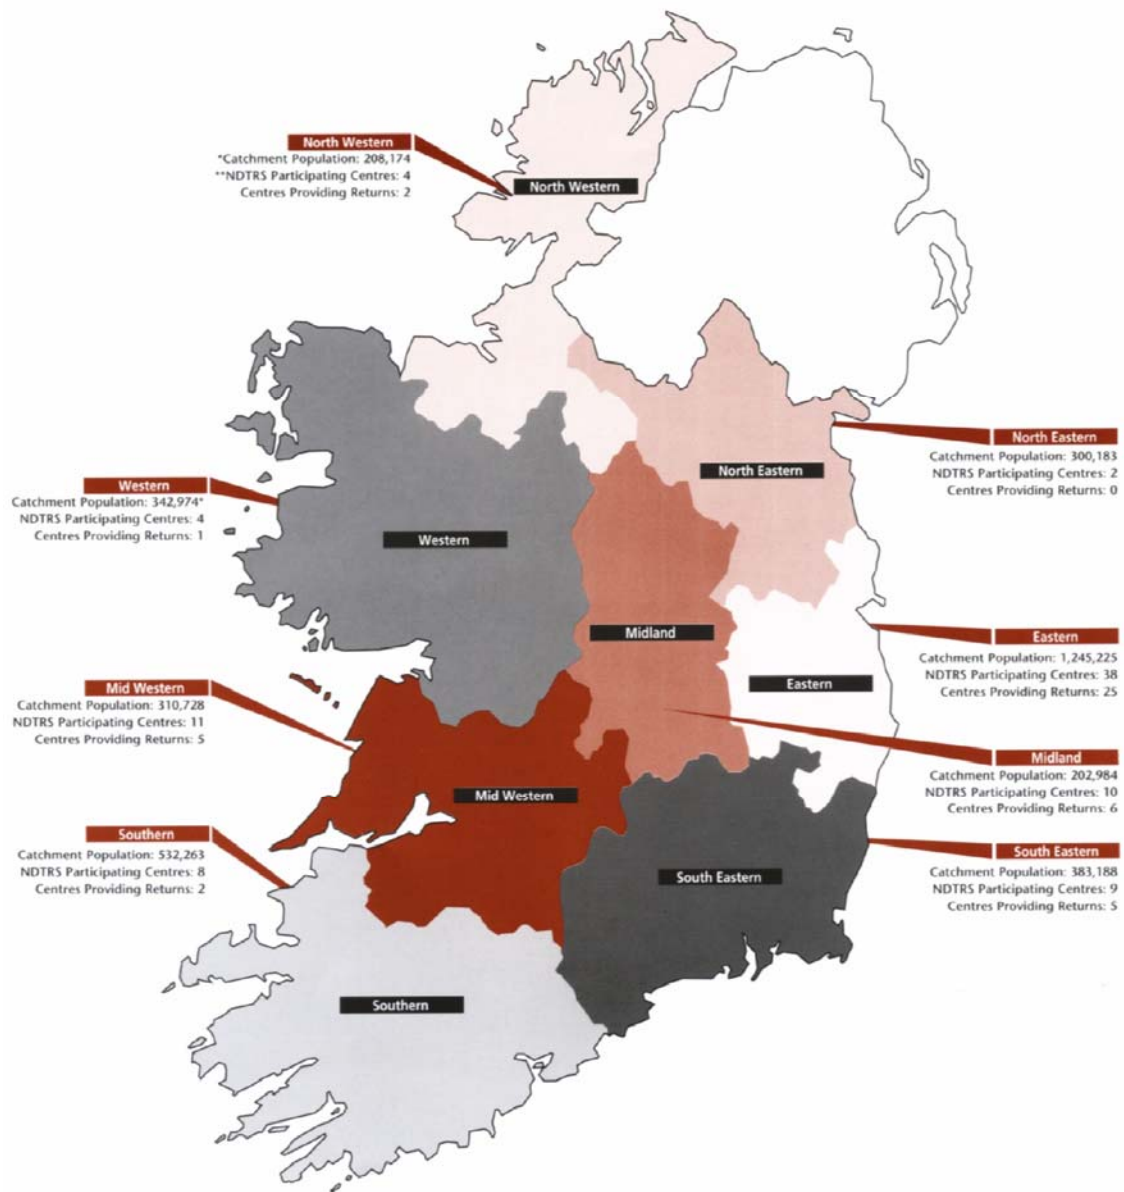 North Western
*Catchment Population: 208,174
**NDTRS Participating Centres: 4
Centres Providing Returns: 2
North Western
North Eastern
Catchment Population: 300,183
NDTRS Participating Centres: 2
Centres Providing Returns: 0
North Eastern
Western
Catchment Population: 342,974*
NDTRS Participating Centres: 4
Centres Providing Returns: 1
Western
Midland
Eastern
Catchment Population: 1,245,225
NDTRS Participating Centres: 38
Centres Providing Returns: 25
Eastern
Mid Western
Catchment Population: 310,728
NDTRS Participating Centres: 11
Centres Providing Returns: 5
Mid Western
Midland
Catchment Population: 202,984
NDTRS Participating Centres: 10
Centres Providing Returns: 6
Southern
Catchment Population: 532,263
NDTRS Participating Centres: 8
Centres Providing Returns: 2
South Eastern
Catchment Population: 383,188
NDTRS Participating Centres: 9
Centres Providing Returns: 5
South Eastern
Southern